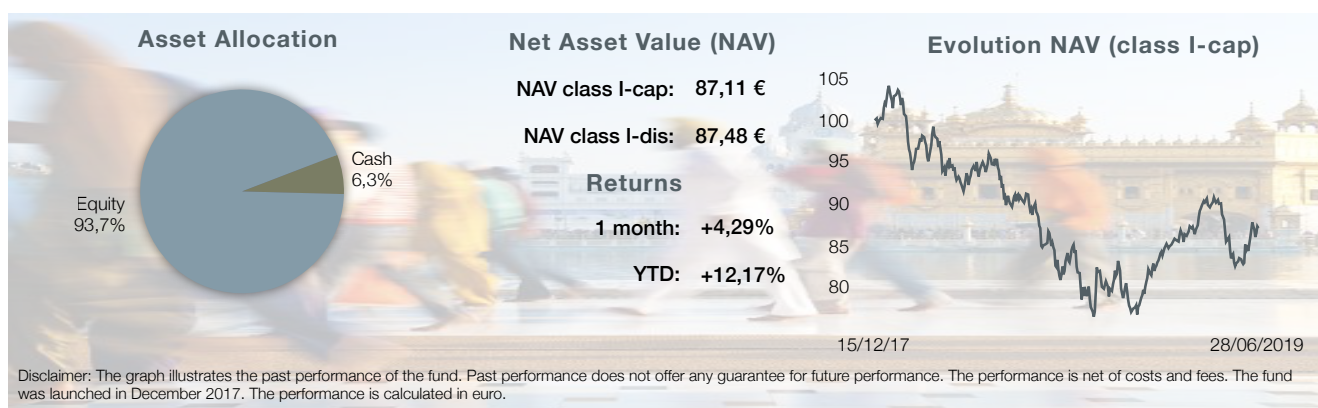 Asset Allocation
Cash
6,3%
Equity
93,7%
Net Asset Value (NAV)
NAV class I-cap: 87,11 €
NAV class I-dis: 87,48 €
Returns
1 month: +4,29%
YTD: +12,17%
Evolution NAV (class I-cap)
105
100
95
90
85
80
15/12/17 28/06/2019
Disclaimer: The graph illustrates the past performance of the fund. Past performance does not offer any guarantee for future performance. The performance is net of costs and fees. The fund
was launched in December 2017. The performance is calculated in euro.